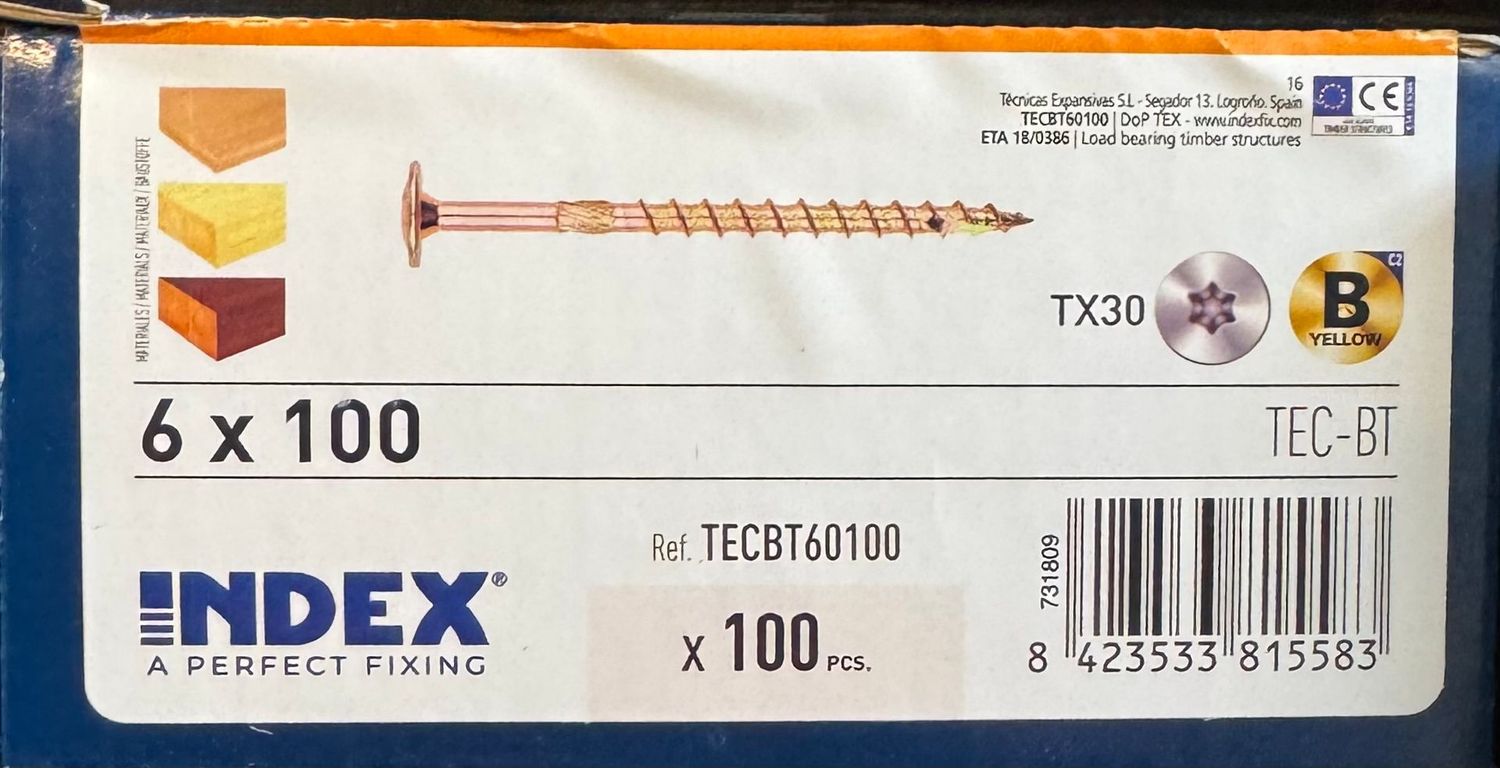 16
Técnicas Expansivas S.L - Segador 13. Logroño. Spain
TECBT60100 | DoP TEX - www.indexfix.com
ETA 18/0386 | Load bearing timber structures
CE
MATERIALES / MATERIALS /
TX30
C2
B
YELLOW
6 x 100
TEC-BT
Ref. TECBT60100
x 100 PCS.
INDEX®
A PERFECT FIXING
731809
8 423533 815583